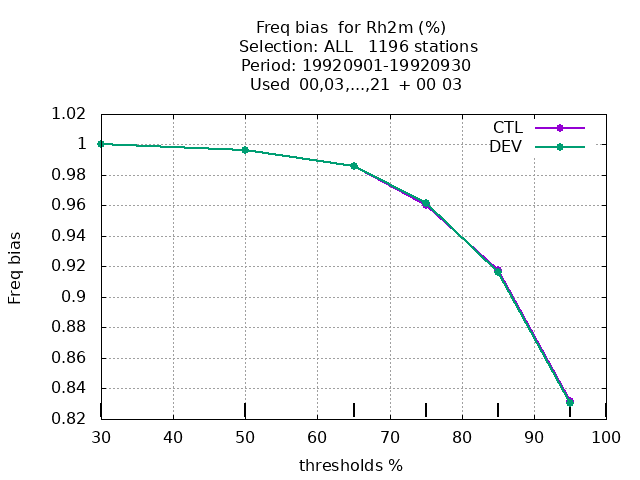 Freq bias  for Rh2m (%)
Selection: ALL   1196 stations
Period: 19920901-19920930
Used  00,03,...,21  + 00 03
CTL
DEV
1.02
1
0.98
0.96
0.94
0.92
0.9
0.88
0.86
0.84
0.82
Freq bias
30 40 50 60 70 80 90 100
thresholds %